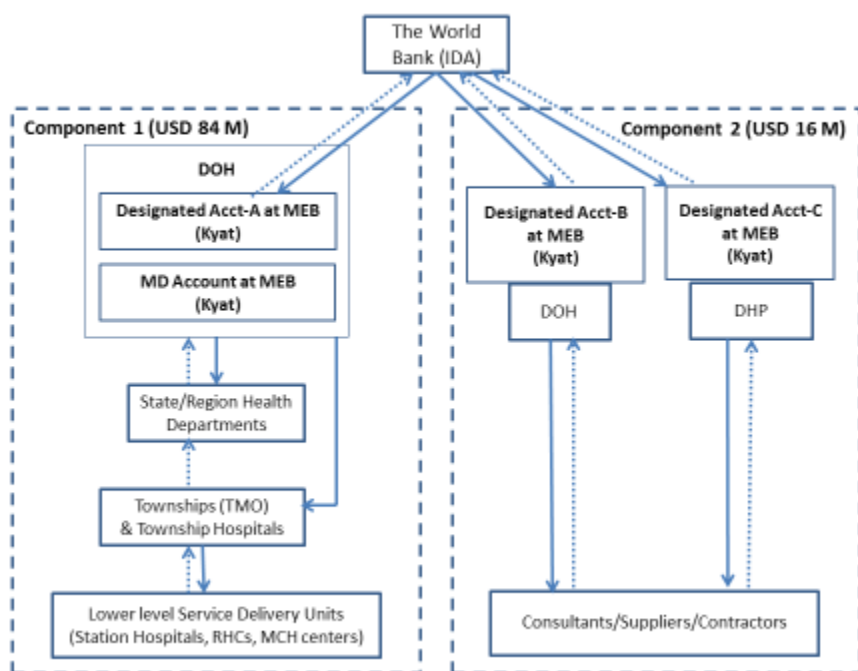 The World
Bank (IDA)
Component 1 (USD 84 M)
DOH
Designated Acct-A at MEB
(Kyat)
MD Account at MEB
(Kyat)
State/Region Health
Departments
Townships (TMO)
& Township Hospitals
Lower level Service Delivery Units
(Station Hospitals, RHCs, MCH centers)
Component 2 (USD 16 M)
Designated Acct-B
at MEB
(Kyat)
DOH
Designated Acct-C
at MEB
(Kyat)
DHP
Consultants/Suppliers/Contractors